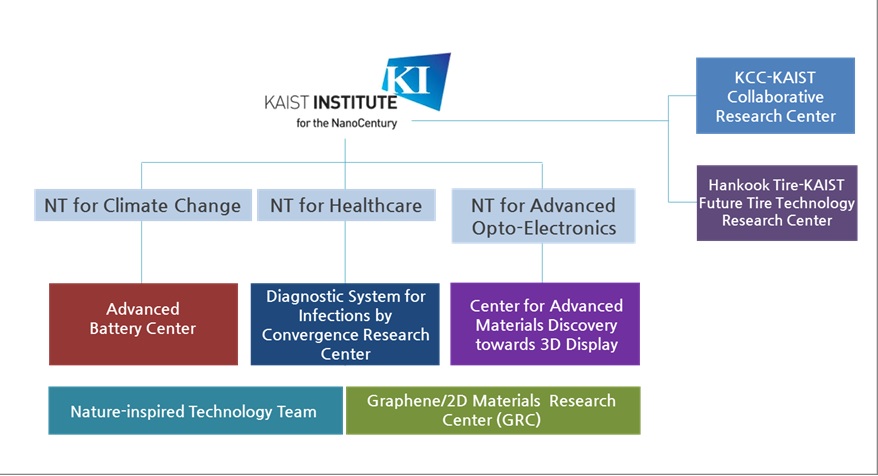 KI
KAIST INSTITUTE
for the NanoCentury
KCC-KAIST
Collaborative
Research Center
Hankook Tire-KAIST
Future Tire Technology
Research Center
NT for Climate Change
NT for Healthcare
NT for Advanced
Opto-Electronics
Advanced
Battery Center
Diagnostic System for
Infections by
Convergence Research
Center
Center for Advanced
Materials Discovery
towards 3D Display
Nature-inspired Technology Team
Graphene/2D Materials Research
Center (GRC)